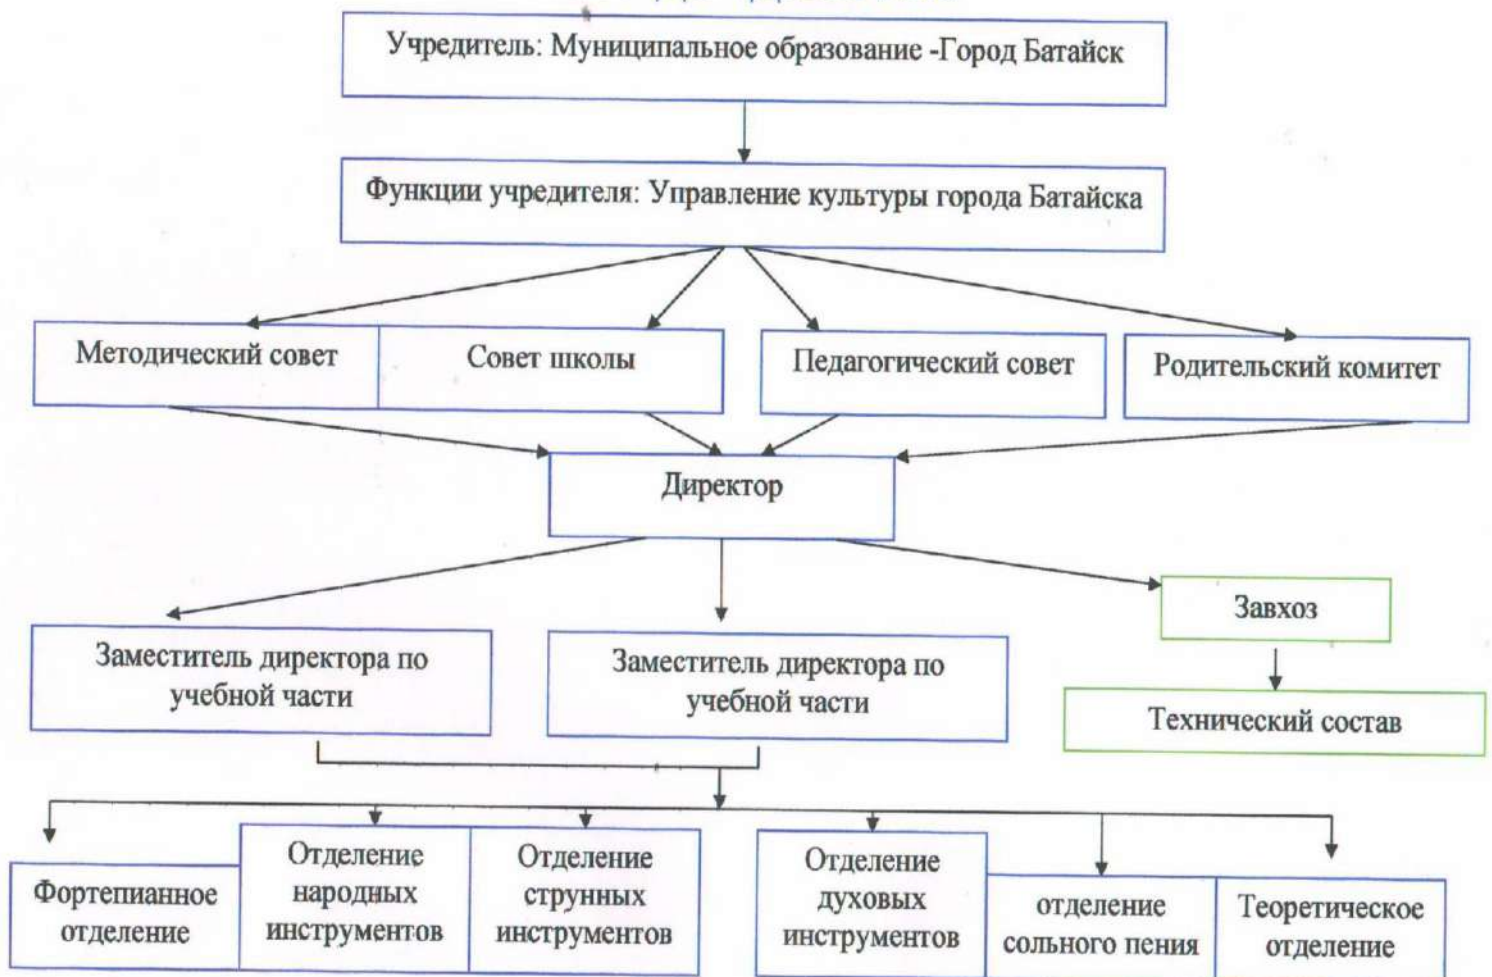 Учредитель: Муниципальное образование -Город Батайск
Функции учредителя: Управление культуры города Батайска
Методический совет
Совет школы
Педагогический совет
Родительский комитет
Директор
Завхоз
Заместитель директора по
учебной части
Заместитель директора по
учебной части
Технический состав
Фортепианное
отделение
Отделение
народных
инструментов
Отделение
струнных
инструментов
Отделение
духовых
инструментов
отделение
сольного пения
Теоретическое
отделение